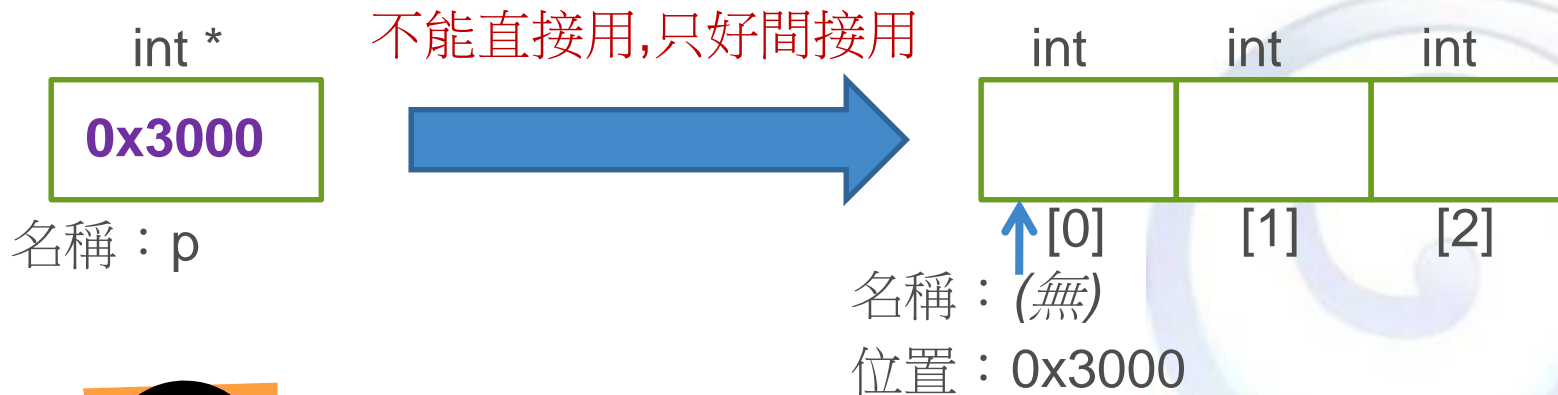 int *
不能直接用,只好間接用
int int int
0x3000
[0] [1] [2]
名稱：p
名稱：(無)
位置：0x3000